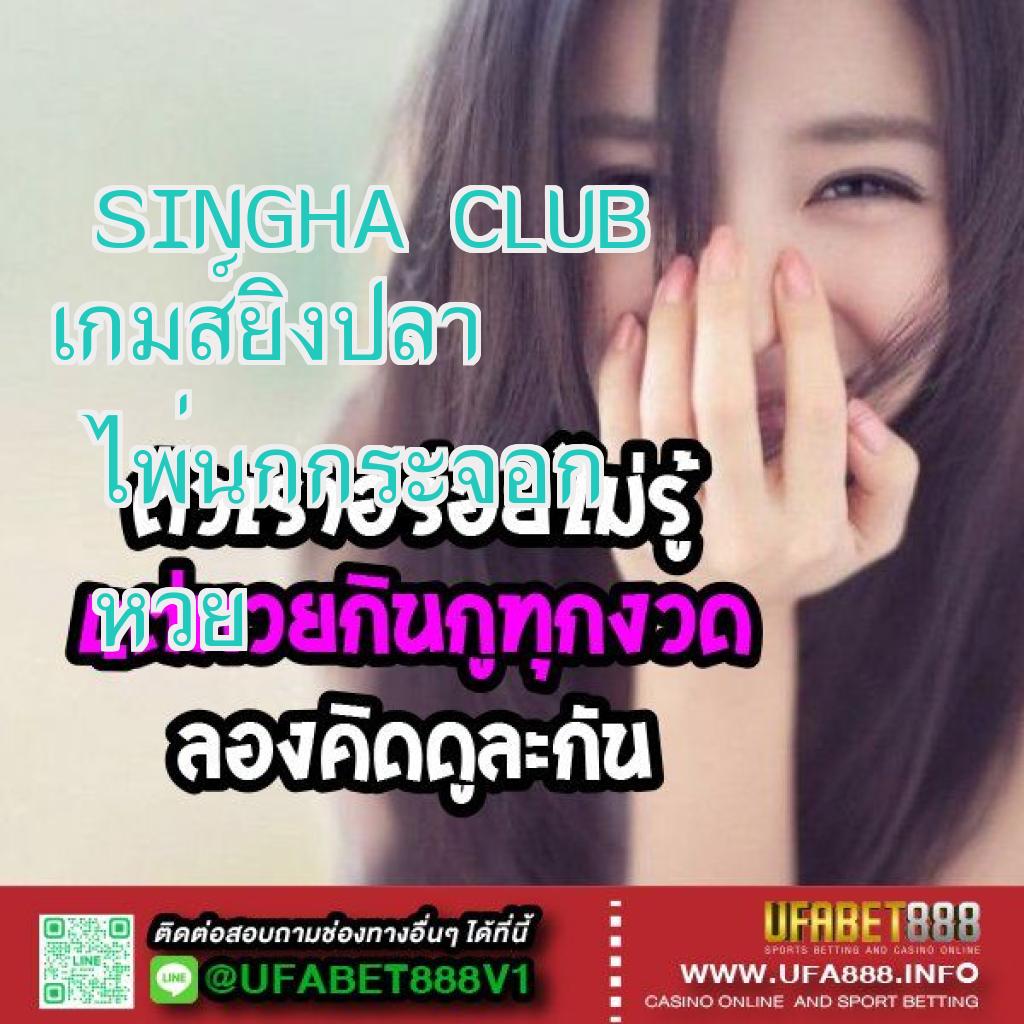 SINGHA CLUB
เกมส์ยิงปลา
ไพ่นกกระจอก
ไม่รู้
หวย
กินกูทุกงวด
ลองคิดดูละกัน
LINE
ติดต่อสอบถามช่องทางอื่นๆ ได้ที่นี่
LINE @UFABET888V1
UFABET888
SPORTS BETTING AND CASINO ONLINE
WWW.UFA888.INFO
CASINO ONLINE AND SPORT BETTING